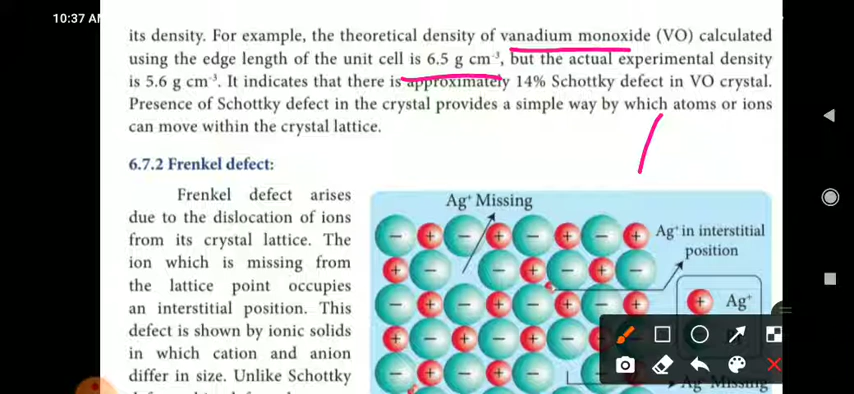 10:37 AM
its density. For example, the theoretical density of vanadium monoxide (VO) calculated
using the edge length of the unit cell is 6.5 g cm⁻³, but the actual experimental density
is 5.6 g cm⁻³. It indicates that there is approximately 14% Schottky defect in VO crystal.
Presence of Schottky defect in the crystal provides a simple way by which atoms or ions
can move within the crystal lattice.
6.7.2 Frenkel defect:
Frenkel defect arises
due to the dislocation of ions
from its crystal lattice. The
ion which is missing from
the lattice point occupies
an interstitial position. This
defect is shown by ionic solids
in which cation and anion
differ in size. Unlike Schottky
Ag⁺ Missing
Ag⁺ in interstitial
position
Ag⁺
Ag⁺ Missing